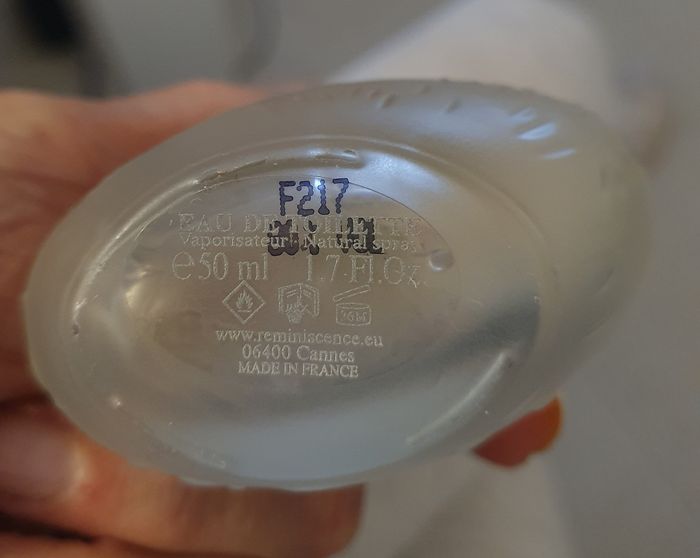 F217
EAU DE TOILETTE
Vaporisateur Natural spray
℮50 ml 1.7 Fl.Oz.
www.reminiscence.eu
06400 Cannes
MADE IN FRANCE